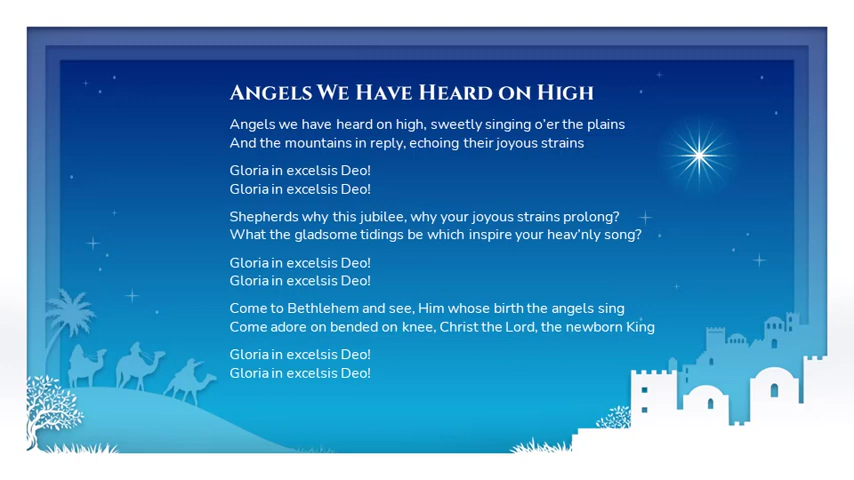 Angels We Have Heard on High
Angels we have heard on high, sweetly singing o'er the plains
And the mountains in reply, echoing their joyous strains
Gloria in excelsis Deo!
Gloria in excelsis Deo!
Shepherds why this jubilee, why your joyous strains prolong?
What the gladsome tidings be which inspire your heav'nly song?
Gloria in excelsis Deo!
Gloria in excelsis Deo!
Come to Bethlehem and see, Him whose birth the angels sing
Come adore on bended on knee, Christ the Lord, the newborn King
Gloria in excelsis Deo!
Gloria in excelsis Deo!